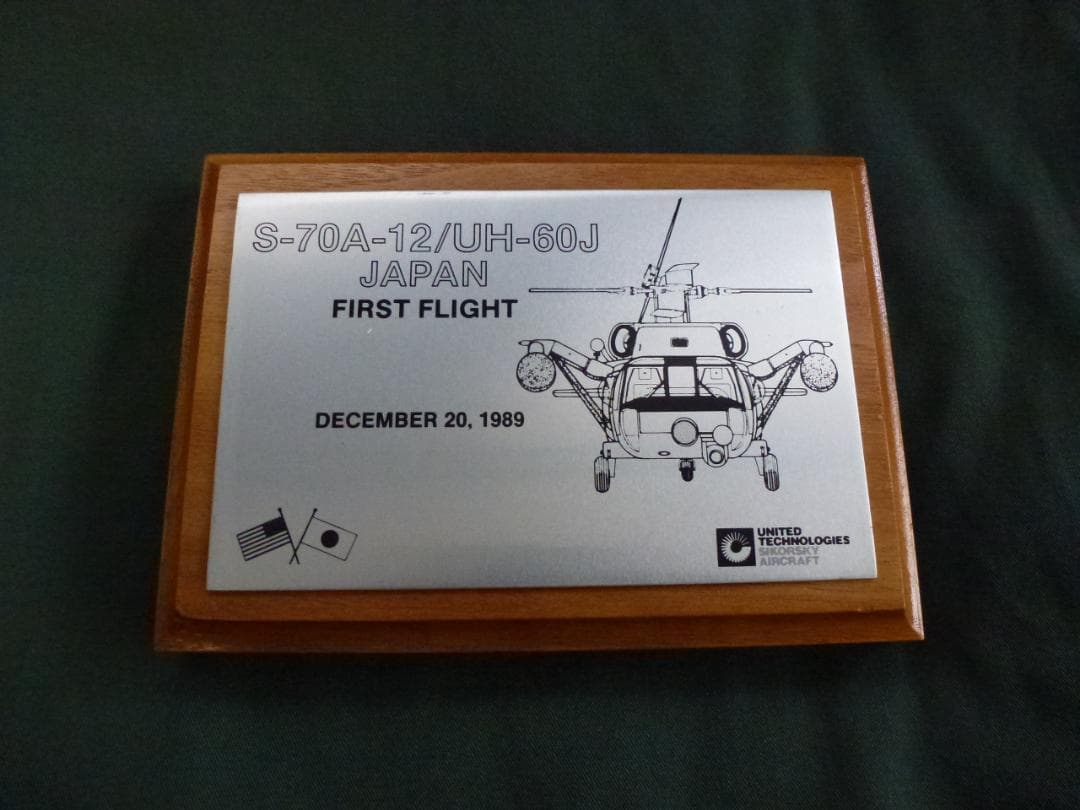 S-70A-12/UH-60J
JAPAN
FIRST FLIGHT
DECEMBER 20, 1989
UNITED
TECHNOLOGIES
SIKORSKY
AIRCRAFT